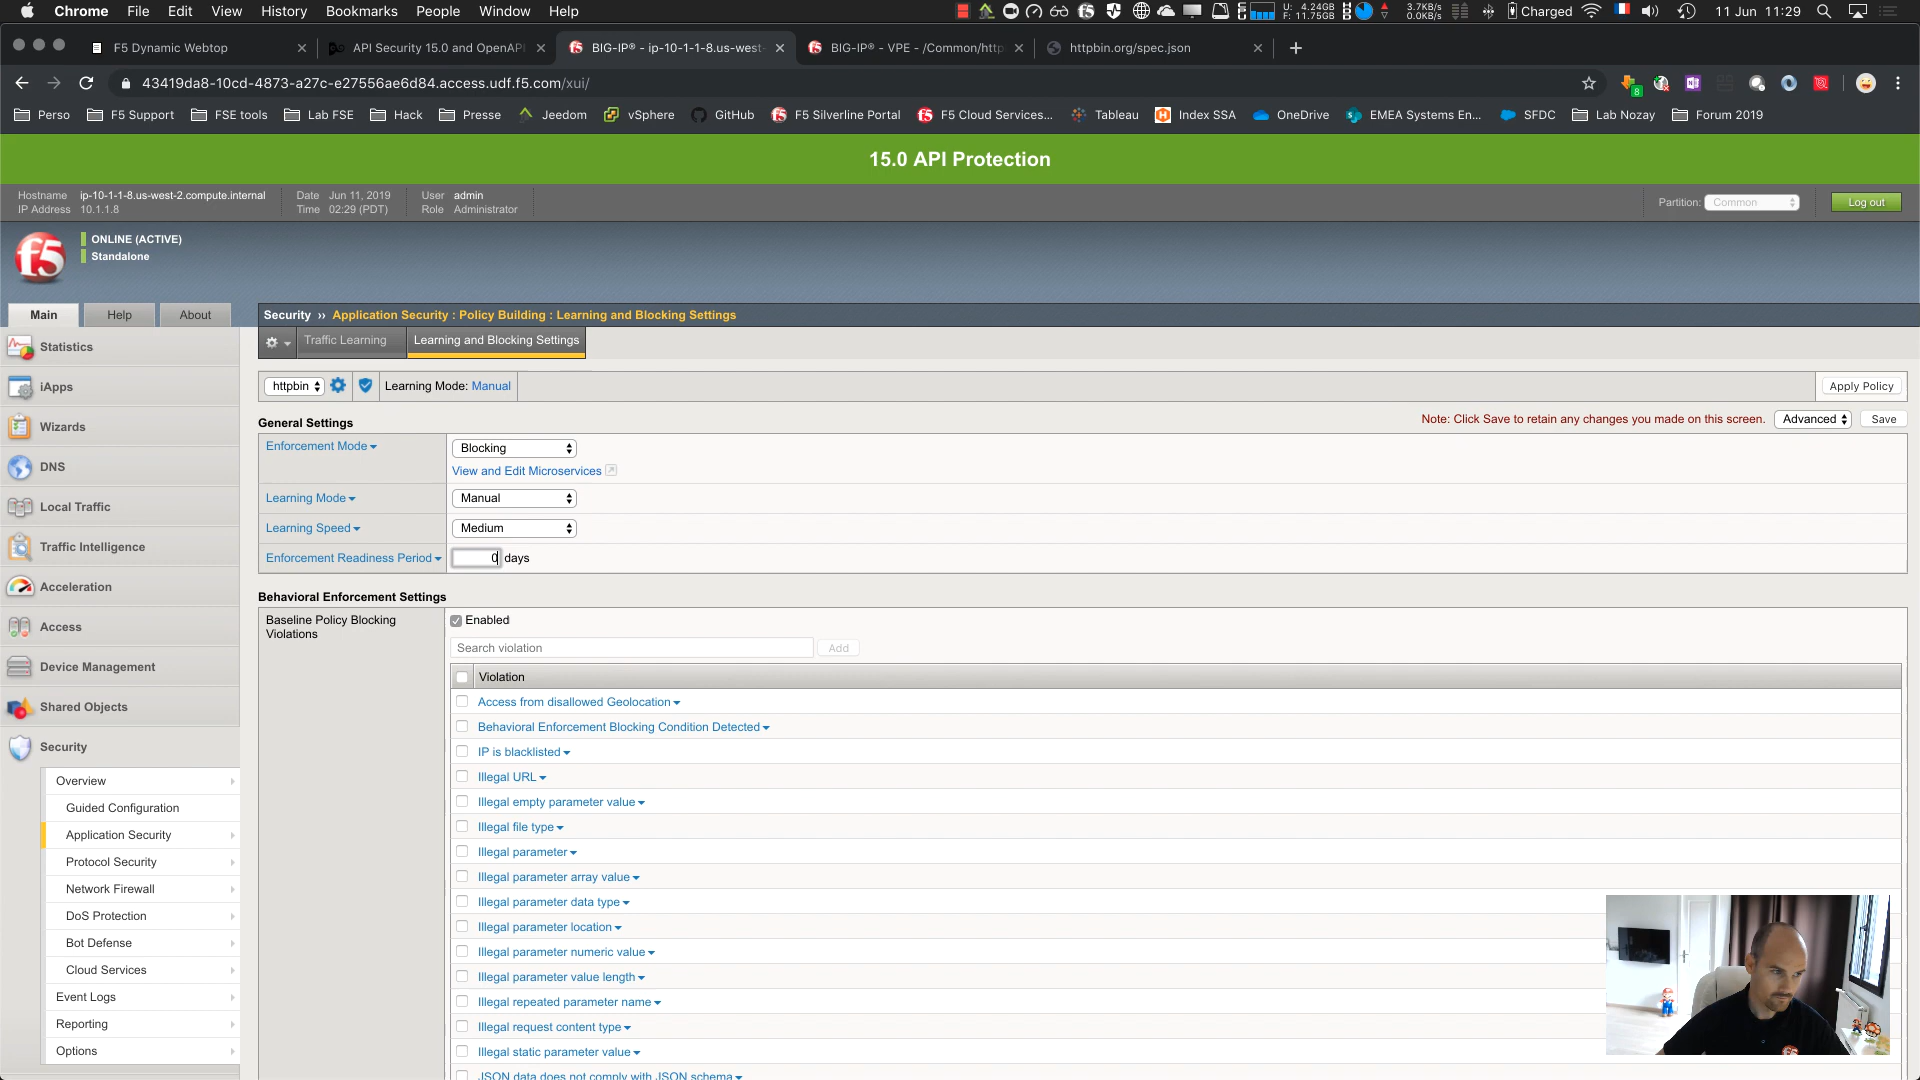 Chrome File Edit View History Bookmarks People Window Help U: 4.24GB F: 11.75GB 3.7KB/s 0.0KB/s Charged 11 Jun 11:29
F5 Dynamic Webtop API Security 15.0 and OpenAPI BIG-IP® - ip-10-1-1-8.us-west- BIG-IP® - VPE - /Common/http httpbin.org/spec.json
43419da8-10cd-4873-a27c-e27556ae6d84.access.udf.f5.com/xui/
Perso F5 Support FSE tools Lab FSE Hack Presse Jeedom vSphere GitHub F5 Silverline Portal F5 Cloud Services... Tableau Index SSA OneDrive EMEA Systems En... SFDC Lab Nozay Forum 2019
15.0 API Protection
Hostname ip-10-1-1-8.us-west-2.compute.internal Date Jun 11, 2019 User admin
IP Address 10.1.1.8 Time 02:29 (PDT) Role Administrator
Partition: Common Log out
f5 ONLINE (ACTIVE)
Standalone
Main Help About
Security ›› Application Security : Policy Building : Learning and Blocking Settings
Traffic Learning Learning and Blocking Settings
Statistics
iApps
Wizards
DNS
Local Traffic
Traffic Intelligence
Acceleration
Access
Device Management
Shared Objects
Security
Overview
Guided Configuration
Application Security
Protocol Security
Network Firewall
DoS Protection
Bot Defense
Cloud Services
Event Logs
Reporting
Options
httpbin Learning Mode: Manual Apply Policy
General Settings Note: Click Save to retain any changes you made on this screen. Advanced Save
Enforcement Mode Blocking
View and Edit Microservices
Learning Mode Manual
Learning Speed Medium
Enforcement Readiness Period 0 days
Behavioral Enforcement Settings
Baseline Policy Blocking Violations Enabled
Search violation Add
Violation
Access from disallowed Geolocation
Behavioral Enforcement Blocking Condition Detected
IP is blacklisted
Illegal URL
Illegal empty parameter value
Illegal file type
Illegal parameter
Illegal parameter array value
Illegal parameter data type
Illegal parameter location
Illegal parameter numeric value
Illegal parameter value length
Illegal repeated parameter name
Illegal request content type
Illegal static parameter value
JSON data does not comply with JSON schema